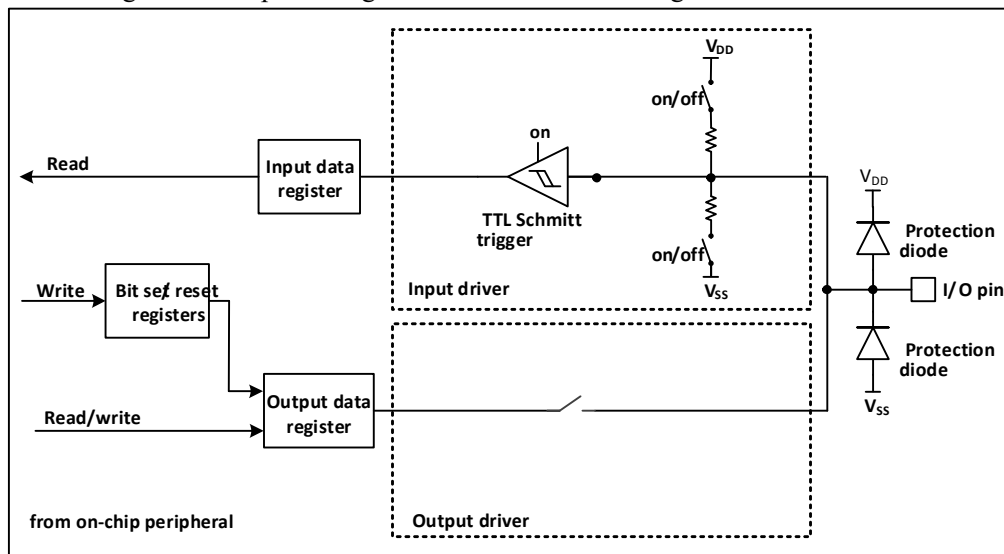 V_DD
on/off
on
Read
Input data
register
TTL Schmitt
trigger
on/off
V_SS
Input driver
V_DD
Protection
diode
I/O pin
Protection
diode
V_SS
Write
Bit set/ reset
registers
Read/write
Output data
register
from on-chip peripheral
Output driver